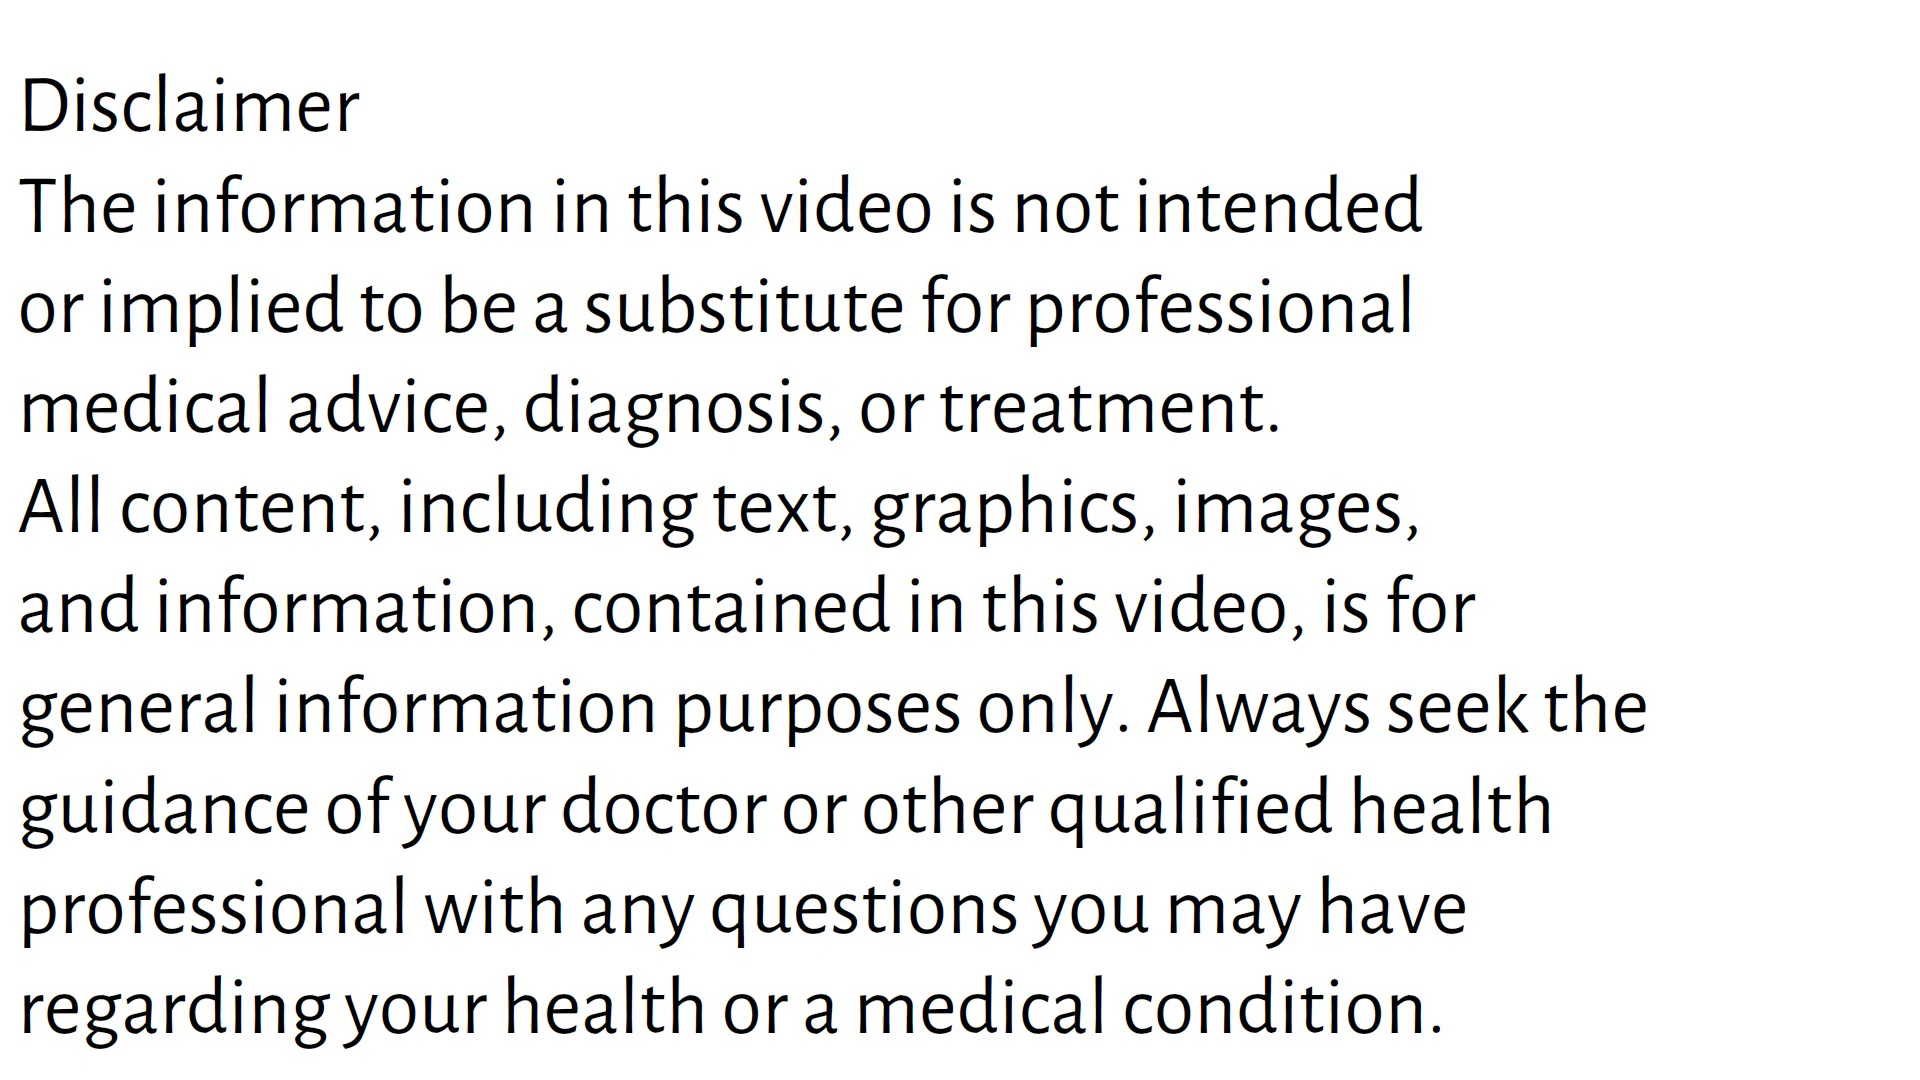 Disclaimer
The information in this video is not intended
or implied to be a substitute for professional
medical advice, diagnosis, or treatment.
All content, including text, graphics, images,
and information, contained in this video, is for
general information purposes only. Always seek the
guidance of your doctor or other qualified health
professional with any questions you may have
regarding your health or a medical condition.